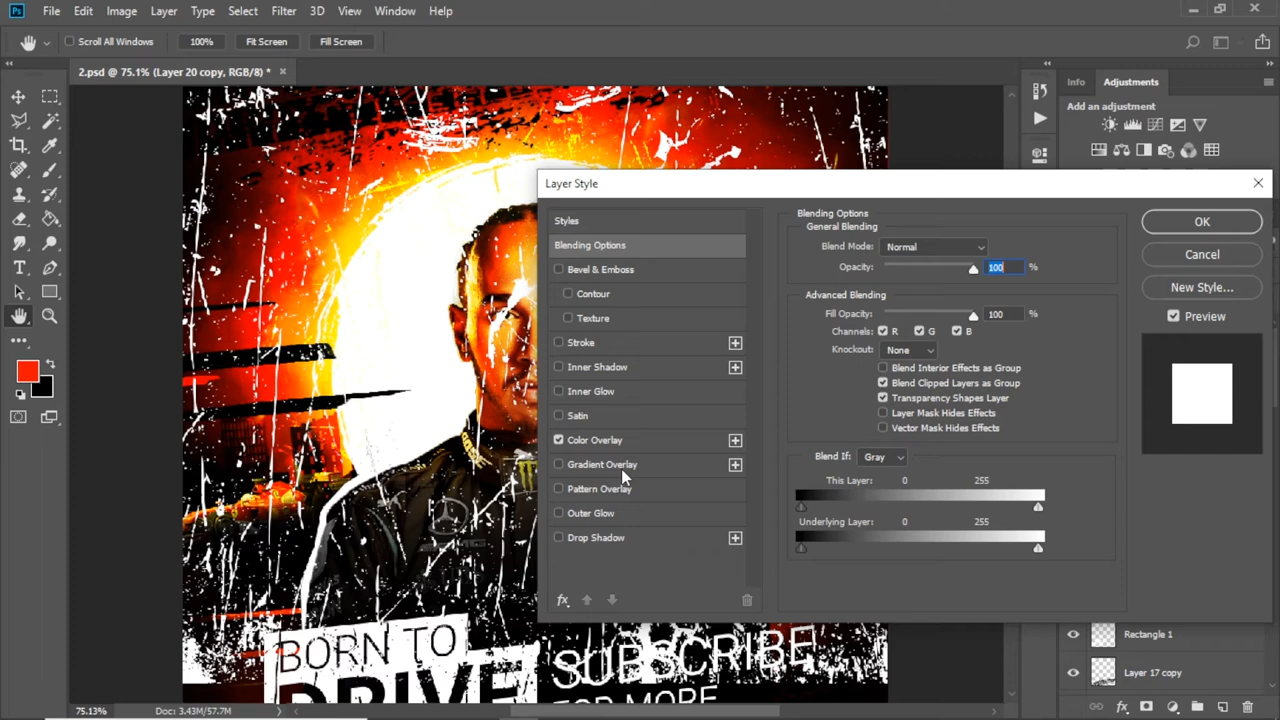 Ps File Edit Image Layer Type Select Filter 3D View Window Help
Scroll All Windows 100% Fit Screen Fill Screen
2.psd @ 75.1% (Layer 20 copy, RGB/8) *
Info Adjustments
Add an adjustment
Layer Style
Styles
Blending Options
Bevel & Emboss
Contour
Texture
Stroke
Inner Shadow
Inner Glow
Satin
Color Overlay
Gradient Overlay
Pattern Overlay
Outer Glow
Drop Shadow
fx
Blending Options
General Blending
Blend Mode: Normal
Opacity: 100 %
Advanced Blending
Fill Opacity: 100 %
Channels: R G B
Knockout: None
Blend Interior Effects as Group
Blend Clipped Layers as Group
Transparency Shapes Layer
Layer Mask Hides Effects
Vector Mask Hides Effects
Blend If: Gray
This Layer: 0 255
Underlying Layer: 0 255
OK
Cancel
New Style...
Preview
BORN TO
DRIVE
SUBSCRIBE
FOR MORE
Rectangle 1
Layer 17 copy
75.13% Doc: 3.43M/57.7M
fx